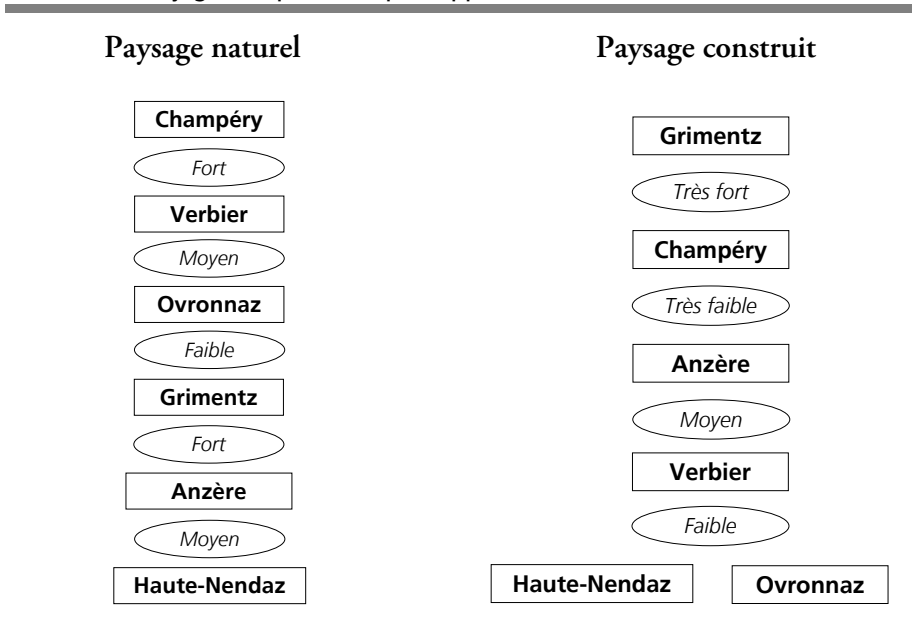 Paysage naturel
Champéry
Fort
Verbier
Moyen
Ovronnaz
Faible
Grimentz
Fort
Anzère
Moyen
Haute-Nendaz
Paysage construit
Grimentz
Très fort
Champéry
Très faible
Anzère
Moyen
Verbier
Faible
Haute-Nendaz Ovronnaz